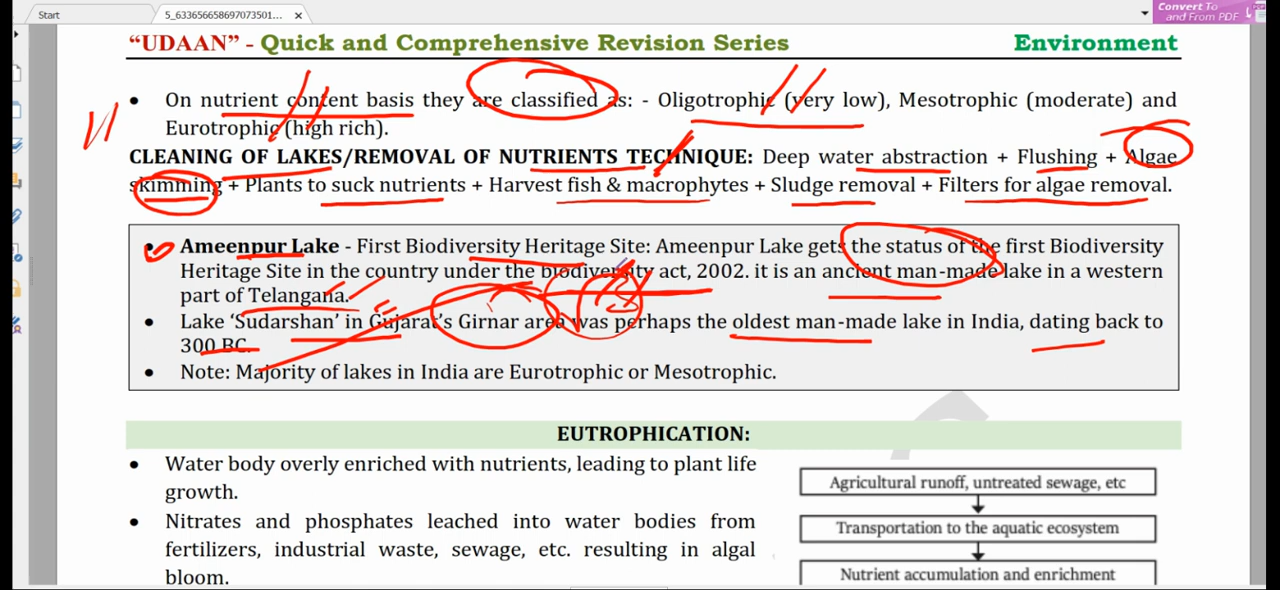 Start
5_633656658697073501...
Convert To
and From PDF
“UDAAN” - Quick and Comprehensive Revision Series Environment
• On nutrient content basis they are classified as: - Oligotrophic (very low), Mesotrophic (moderate) and
Eurotrophic (high rich).
CLEANING OF LAKES/REMOVAL OF NUTRIENTS TECHNIQUE: Deep water abstraction + Flushing + Algae
skimming + Plants to suck nutrients + Harvest fish & macrophytes + Sludge removal + Filters for algae removal.
• Ameenpur Lake - First Biodiversity Heritage Site: Ameenpur Lake gets the status of the first Biodiversity
Heritage Site in the country under the biodiversity act, 2002. it is an ancient man-made lake in a western
part of Telangana.
• Lake ‘Sudarshan’ in Gujarat’s Girnar area was perhaps the oldest man-made lake in India, dating back to
300 BC.
• Note: Majority of lakes in India are Eurotrophic or Mesotrophic.
EUTROPHICATION:
• Water body overly enriched with nutrients, leading to plant life
growth.
• Nitrates and phosphates leached into water bodies from
fertilizers, industrial waste, sewage, etc. resulting in algal
bloom.
Agricultural runoff, untreated sewage, etc
Transportation to the aquatic ecosystem
Nutrient accumulation and enrichment